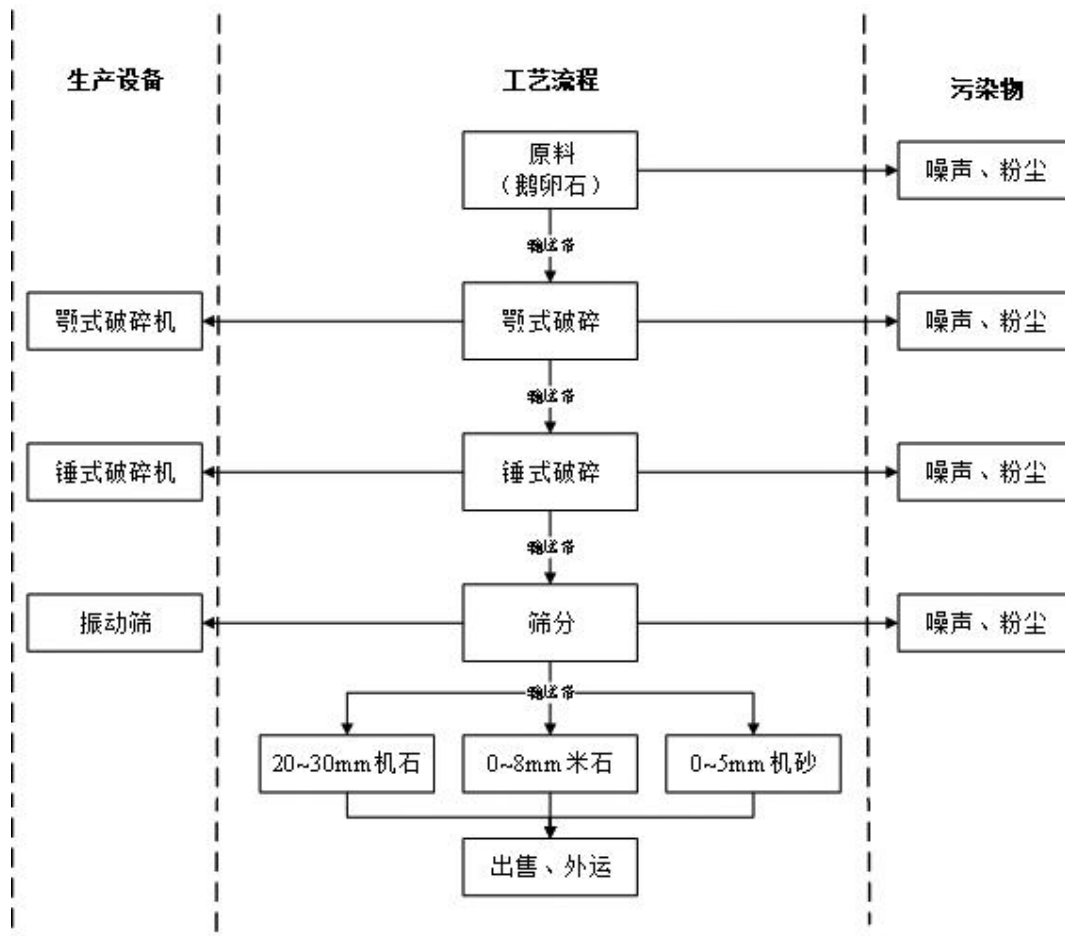 生产设备
工艺流程
污染物
原料
（鹅卵石）
噪声、粉尘
输送带
颚式破碎机
颚式破碎
噪声、粉尘
输送带
锤式破碎机
锤式破碎
噪声、粉尘
输送带
振动筛
筛分
噪声、粉尘
输送带
20~30mm机石
0~8mm米石
0~5mm机砂
出售、外运